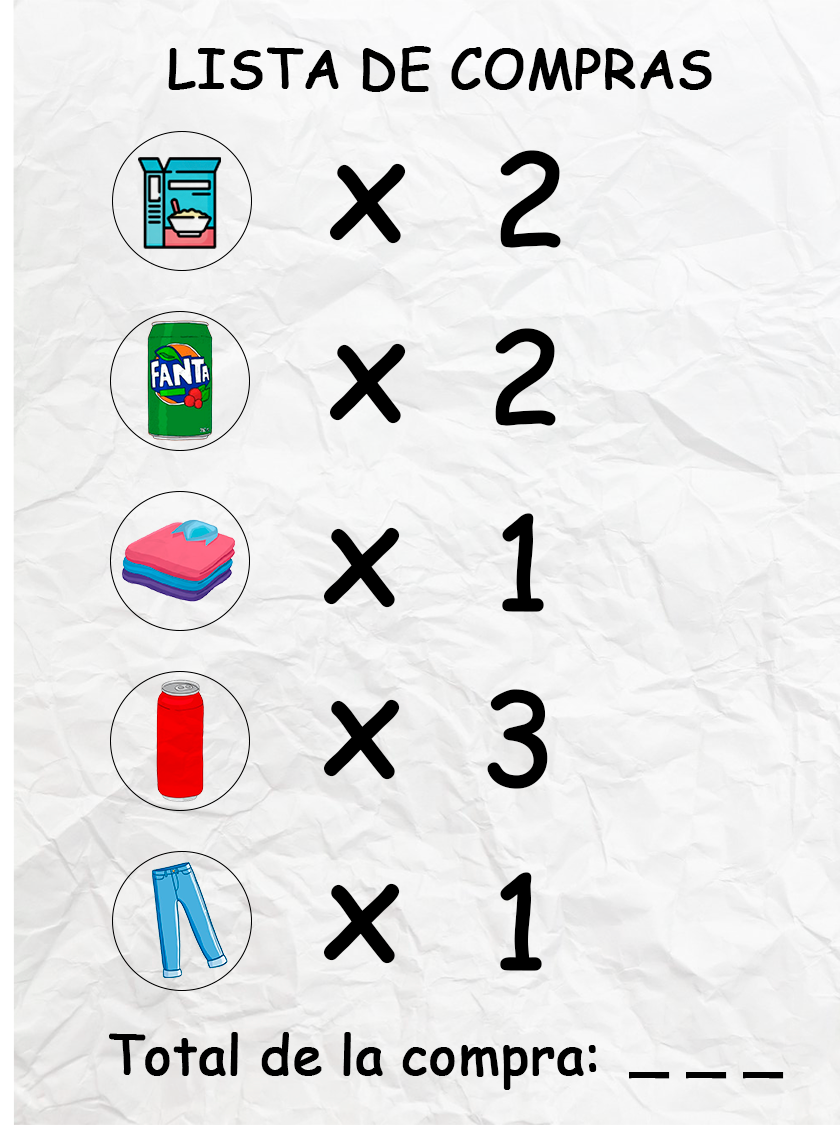 LISTA DE COMPRAS
x 2
FANTA
x 2
x 1
x 3
x 1
Total de la compra: _ _ _